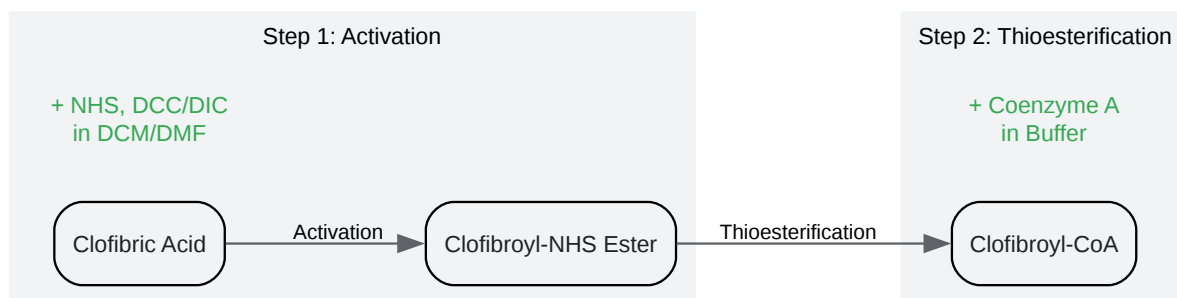 Step 1: Activation
+ NHS, DCC/DIC
in DCM/DMF
Clofibric Acid
Activation
Clofibroyl-NHS Ester
Thioesterification
Step 2: Thioesterification
+ Coenzyme A
in Buffer
Clofibroyl-CoA